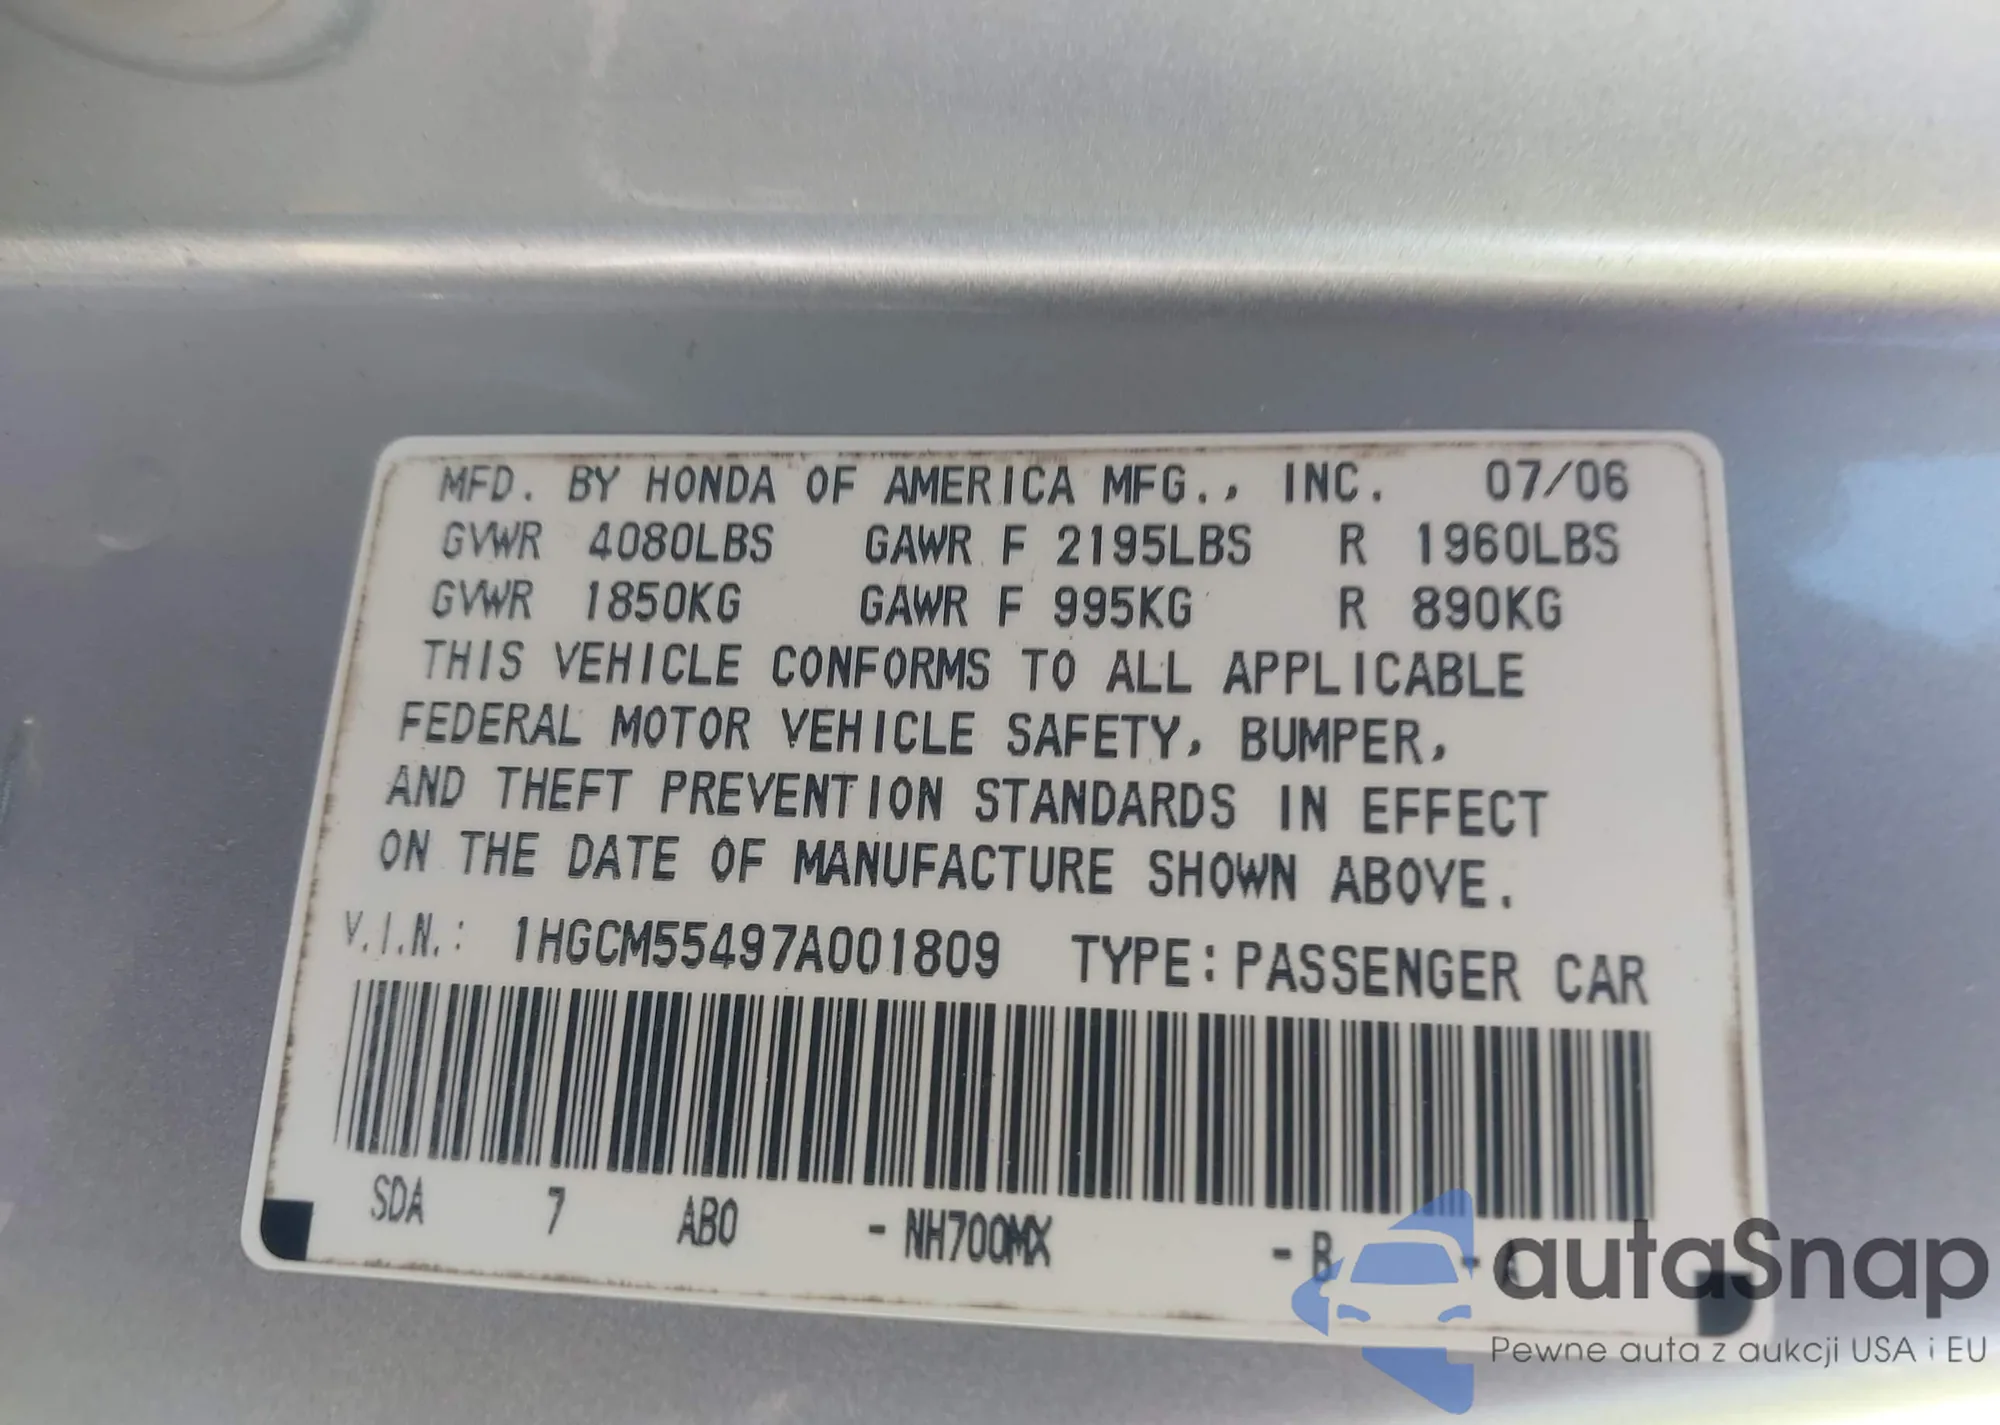 MFD. BY HONDA OF AMERICA MFG., INC. 07/06
GVWR 4080LBS GAWR F 2195LBS R 1960LBS
GVWR 1850KG GAWR F 995KG R 890KG
THIS VEHICLE CONFORMS TO ALL APPLICABLE
FEDERAL MOTOR VEHICLE SAFETY, BUMPER,
AND THEFT PREVENTION STANDARDS IN EFFECT
ON THE DATE OF MANUFACTURE SHOWN ABOVE.
V.I.N.: 1HGCM55497A001809 TYPE: PASSENGER CAR
SDA 7 AB0 - NH700MX - B - A
autaSnap
Pewne auta z aukcji USA i EU